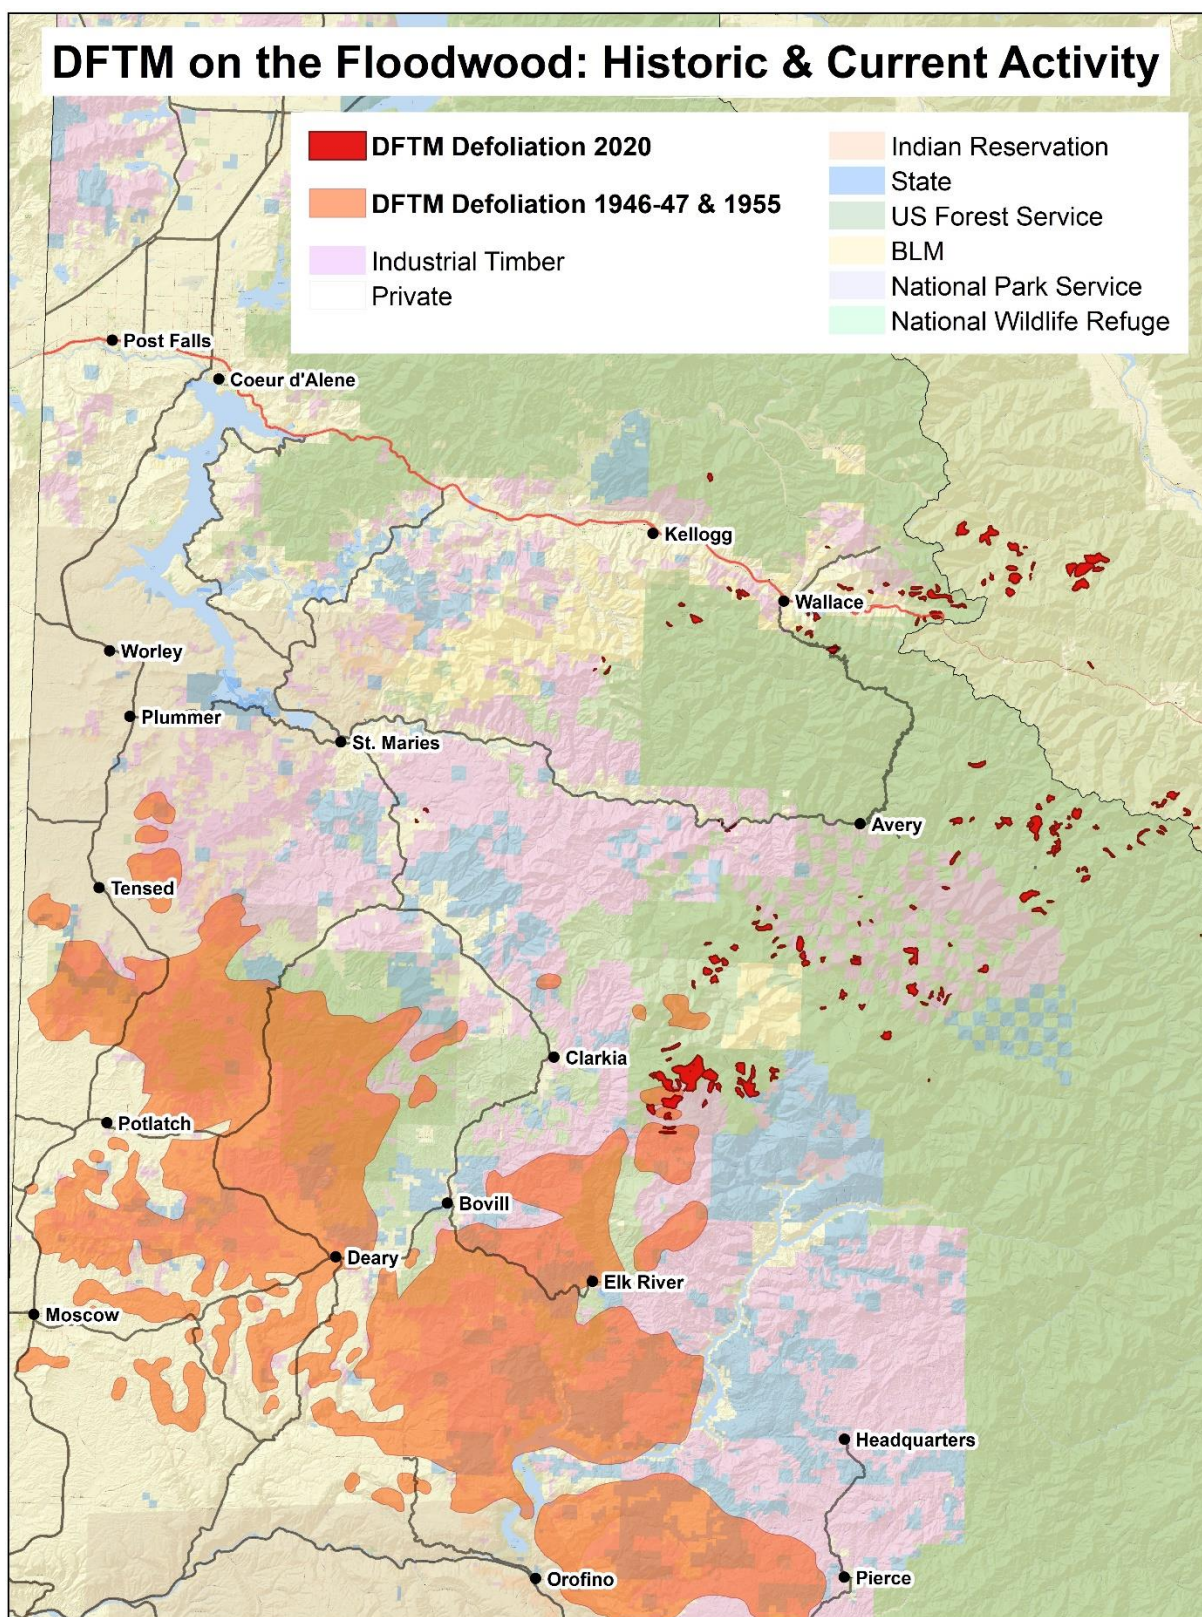 DFTM on the Floodwood: Historic & Current Activity
DFTM Defoliation 2020
DFTM Defoliation 1946-47 & 1955
Industrial Timber
Private
Indian Reservation
State
US Forest Service
BLM
National Park Service
National Wildlife Refuge
Post Falls
Coeur d'Alene
Kellogg
Wallace
Worley
Plummer
St. Maries
Avery
Tensed
Clarkia
Potlatch
Bovill
Deary
Elk River
Moscow
Headquarters
Orofino
Pierce